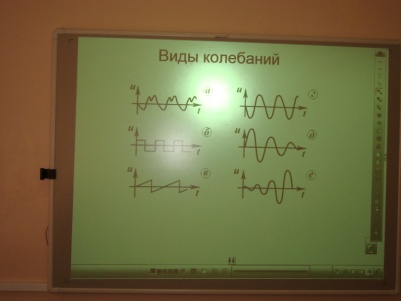 Виды колебаний
и а и г
t t
и б и д
t t
и в и е
t t